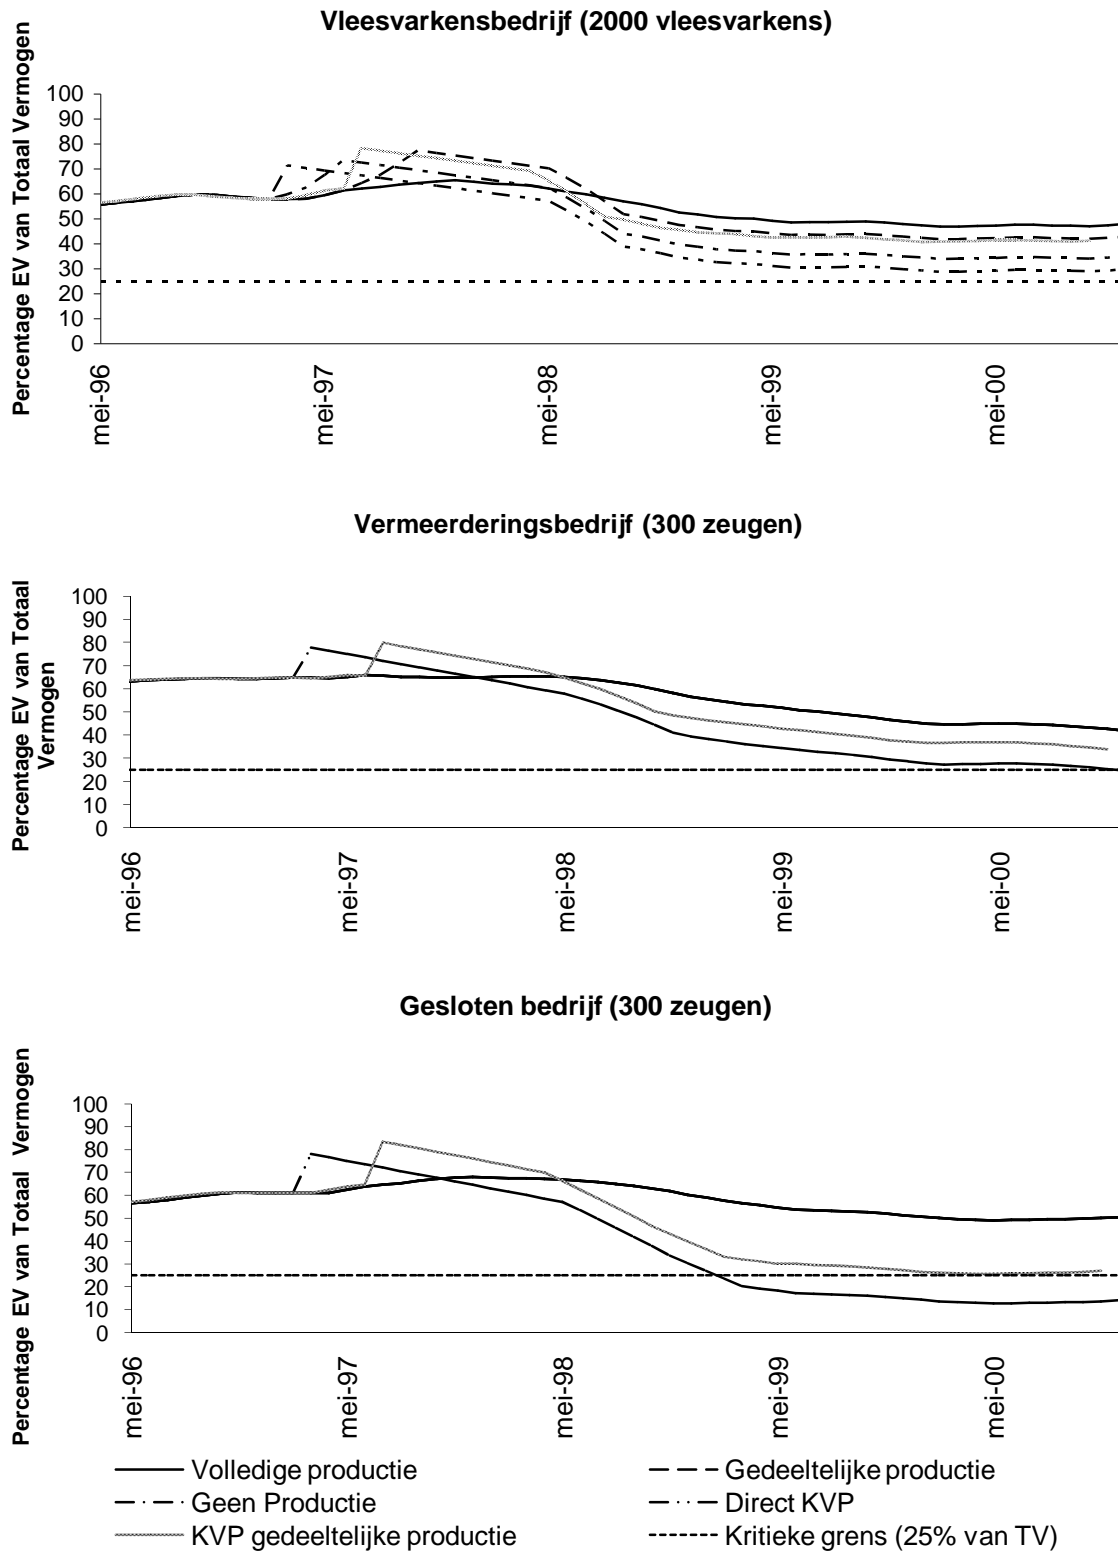 Vleesvarkensbedrijf (2000 vleesvarkens)
Percentage EV van Totaal Vermogen
100
90
80
70
60
50
40
30
20
10
0
mei-96
mei-97
mei-98
mei-99
mei-00
Vermeerderingsbedrijf (300 zeugen)
Percentage EV van Totaal
Vermogen
100
90
80
70
60
50
40
30
20
10
0
mei-96
mei-97
mei-98
mei-99
mei-00
Gesloten bedrijf (300 zeugen)
Percentage EV van Totaal Vermogen
100
90
80
70
60
50
40
30
20
10
0
mei-96
mei-97
mei-98
mei-99
mei-00
Volledige productie
Gedeeltelijke productie
Geen Productie
Direct KVP
KVP gedeeltelijke productie
Kritieke grens (25% van TV)